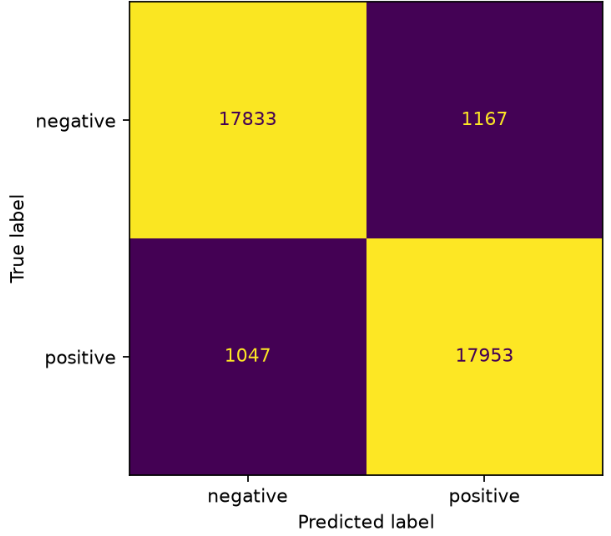 negative 17833 1167
True label
positive 1047 17953
negative positive
Predicted label